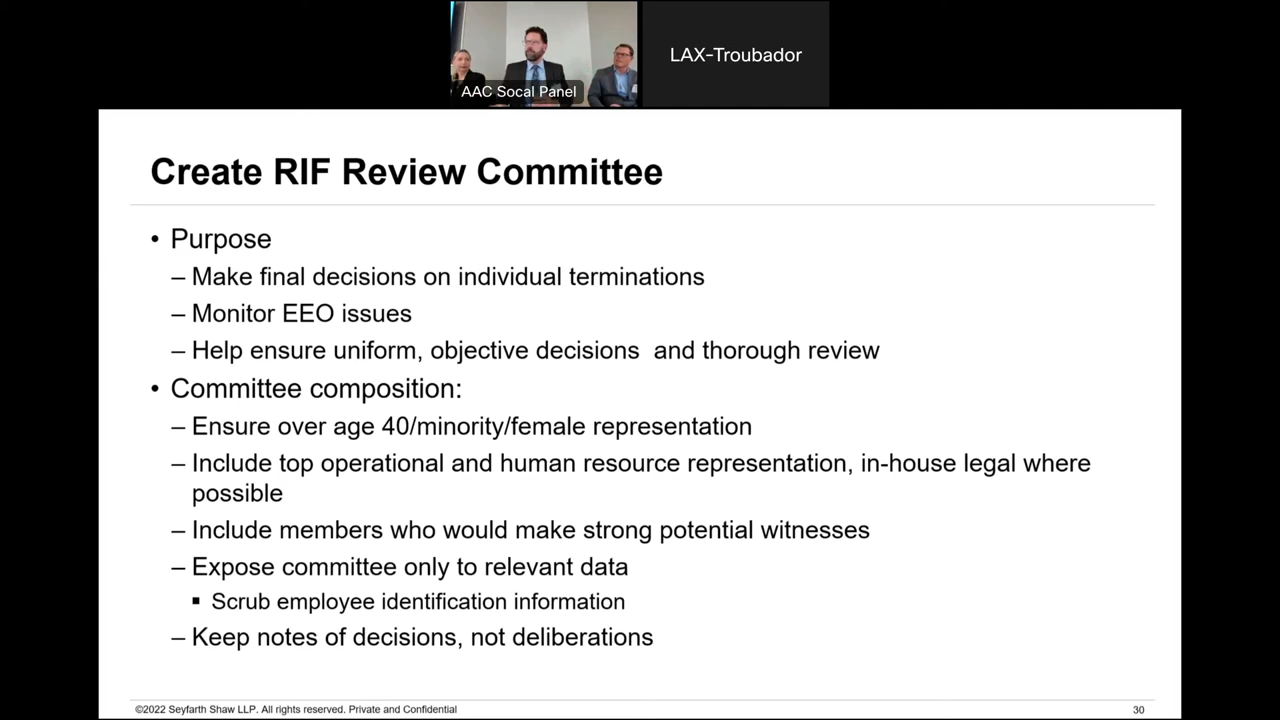 AAC Socal Panel
LAX-Troubador
Create RIF Review Committee
• Purpose
– Make final decisions on individual terminations
– Monitor EEO issues
– Help ensure uniform, objective decisions  and thorough review
• Committee composition:
– Ensure over age 40/minority/female representation
– Include top operational and human resource representation, in-house legal where
possible
– Include members who would make strong potential witnesses
– Expose committee only to relevant data
▪ Scrub employee identification information
– Keep notes of decisions, not deliberations
©2022 Seyfarth Shaw LLP. All rights reserved. Private and Confidential
30